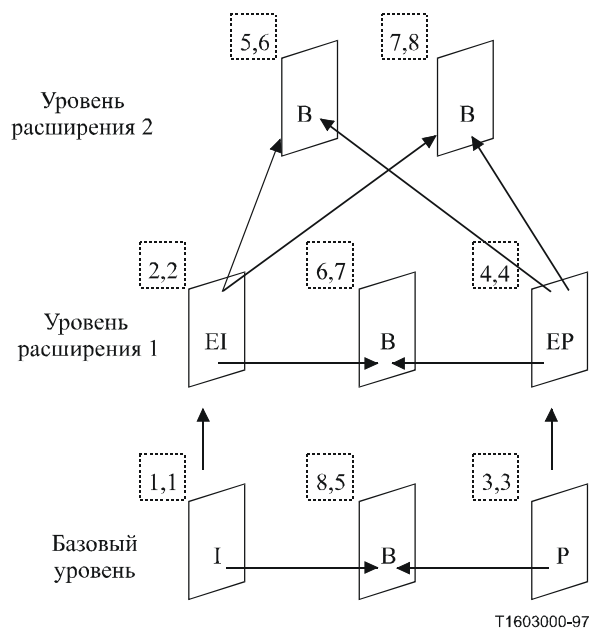 5,6
7,8
Уровень
расширения 2
B
B
2,2
6,7
4,4
Уровень
расширения 1
EI
B
EP
1,1
8,5
3,3
Базовый
уровень
I
B
P
T1603000-97